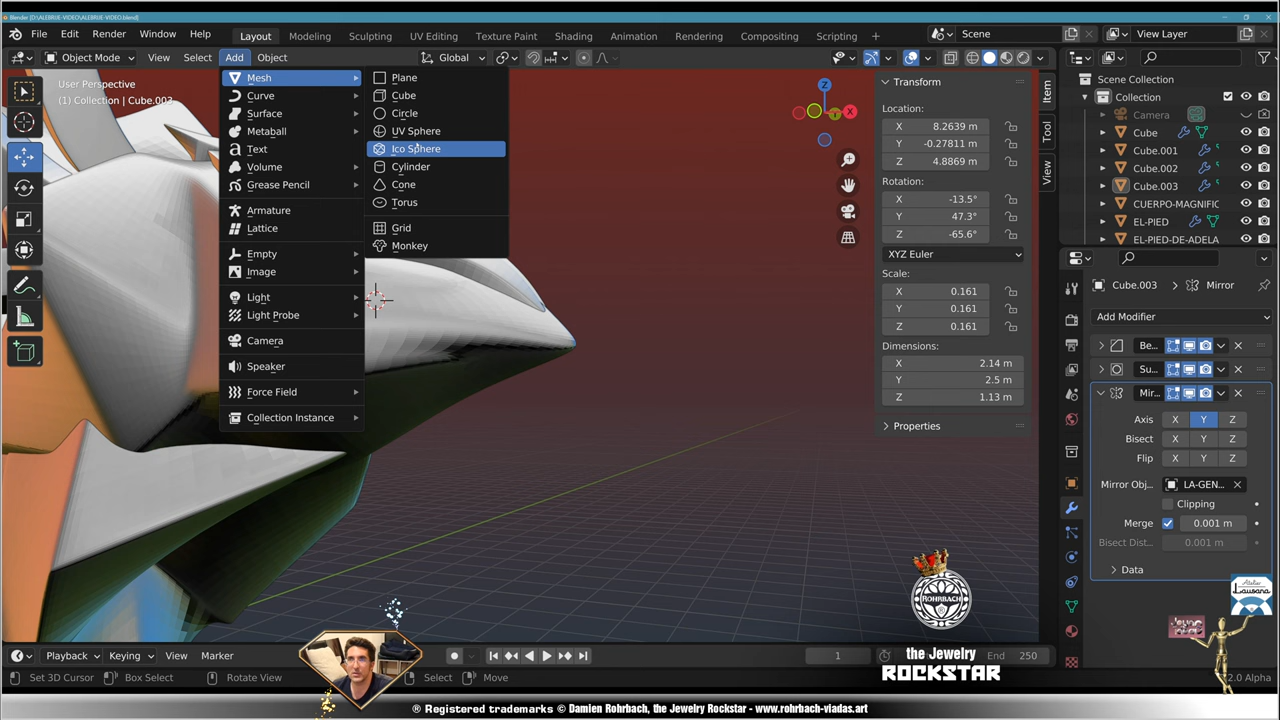 Blender [D:\ALEBRIJE-VIDEO\ALEBRIJE-VIDEO.blend]
File Edit Render Window Help Layout Modeling Sculpting UV Editing Texture Paint Shading Animation Rendering Compositing Scripting + Scene View Layer
Object Mode View Select Add Object Global
User Perspective
(1) Collection | Cube.003
Mesh
Curve
Surface
Metaball
Text
Volume
Grease Pencil
Armature
Lattice
Empty
Image
Light
Light Probe
Camera
Speaker
Force Field
Collection Instance
Plane
Cube
Circle
UV Sphere
Ico Sphere
Cylinder
Cone
Torus
Grid
Monkey
Z
X
Y
Transform
Location:
X 8.2639 m
Y -0.27811 m
Z 4.8869 m
Rotation:
X -13.5°
Y 47.3°
Z -65.6°
XYZ Euler
Scale:
X 0.161
Y 0.161
Z 0.161
Dimensions:
X 2.14 m
Y 2.5 m
Z 1.13 m
Properties
Item
Tool
View
Scene Collection
Collection
Camera
Cube
Cube.001
Cube.002
Cube.003
CUERPO-MAGNIFIC
EL-PIED
EL-PIED-DE-ADELA
Cube.003 Mirror
Add Modifier
Be...
Su...
Mir...
Axis X Y Z
Bisect X Y Z
Flip X Y Z
Mirror Obj... LA-GEN...
Clipping
Merge 0.001 m
Bisect Dist... 0.001 m
Data
Atelier
Lausana
ROHRBACH
the Jewelry
ROCKSTAR
Playback Keying View Marker 1 End 250
Set 3D Cursor Box Select Rotate View Select Move 2.0 Alpha
® Registered trademarks © Damien Rohrbach, the Jewelry Rockstar - www.rohrbach-viadas.art